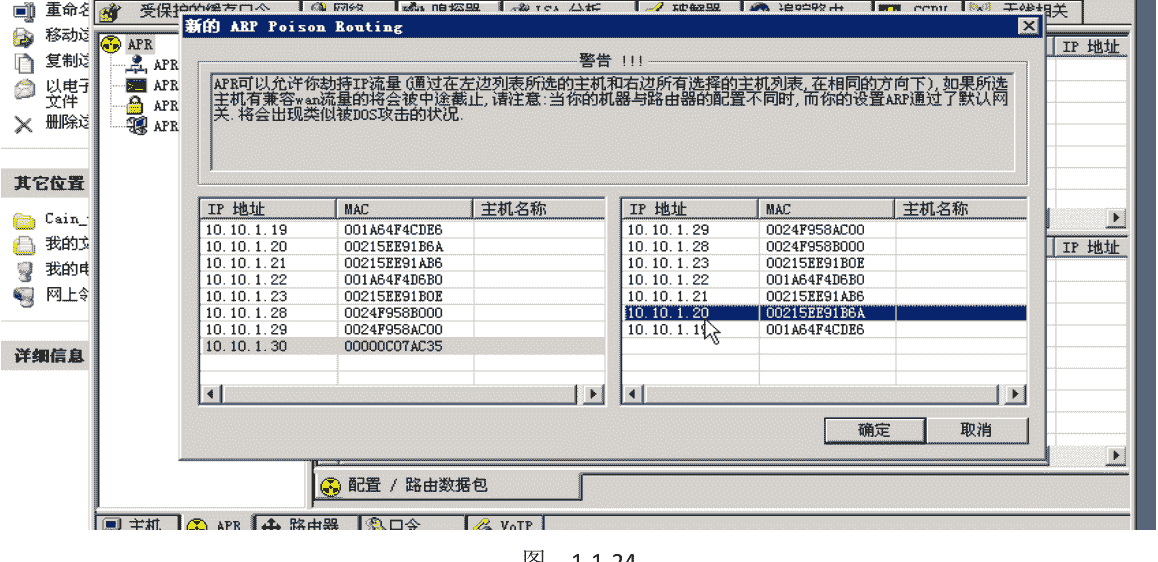 重命名
移动这
复制这
以电子
文件
删除这
其它位置
Cain_
我的文
我的电
网上邻
详细信息
受保护的缓存口令
网络
嗅探器
LSA 分析
破解器
追踪路由
CCDU
无线相关
APR
APR
APR
APR
APR
新的 ARP Poison Routing
警告 !!!
APR可以允许你劫持IP流量(通过在左边列表所选的主机和右边所有选择的主机列表,在相同的方向下),如果所选
主机有兼容wan流量的将会被中途截止,请注意:当你的机器与路由器的配置不同时,而你的设置ARP通过了默认网
关.将会出现类似被DOS攻击的状况.
IP 地址 MAC 主机名称
10.10.1.19 001A64F4CDE6
10.10.1.20 00215EE91B6A
10.10.1.21 00215EE91AB6
10.10.1.22 001A64F4D6B0
10.10.1.23 00215EE91B0E
10.10.1.28 0024F958B000
10.10.1.29 0024F958AC00
10.10.1.30 00000C07AC35
IP 地址 MAC 主机名称
10.10.1.29 0024F958AC00
10.10.1.28 0024F958B000
10.10.1.23 00215EE91B0E
10.10.1.22 001A64F4D6B0
10.10.1.21 00215EE91AB6
10.10.1.20 00215EE91B6A
10.10.1.19 001A64F4CDE6
确定
取消
IP 地址
IP 地址
配置 / 路由数据包
主机
APR
路由器
口令
VoIP
图 1.1.24